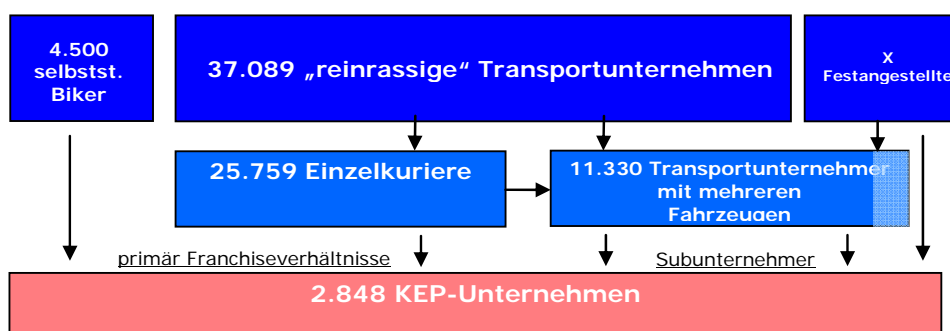 4.500
selbstst.
Biker
37.089 „reinrassige“ Transportunternehmen
X
Festangestellte
25.759 Einzelkuriere
11.330 Transportunternehmer
mit mehreren
Fahrzeugen
primär Franchiseverhältnisse
Subunternehmer
2.848 KEP-Unternehmen